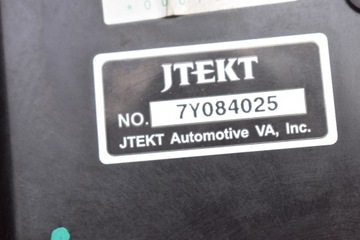 JTEKT
NO. 7Y084025
JTEKT Automotive VA, Inc.